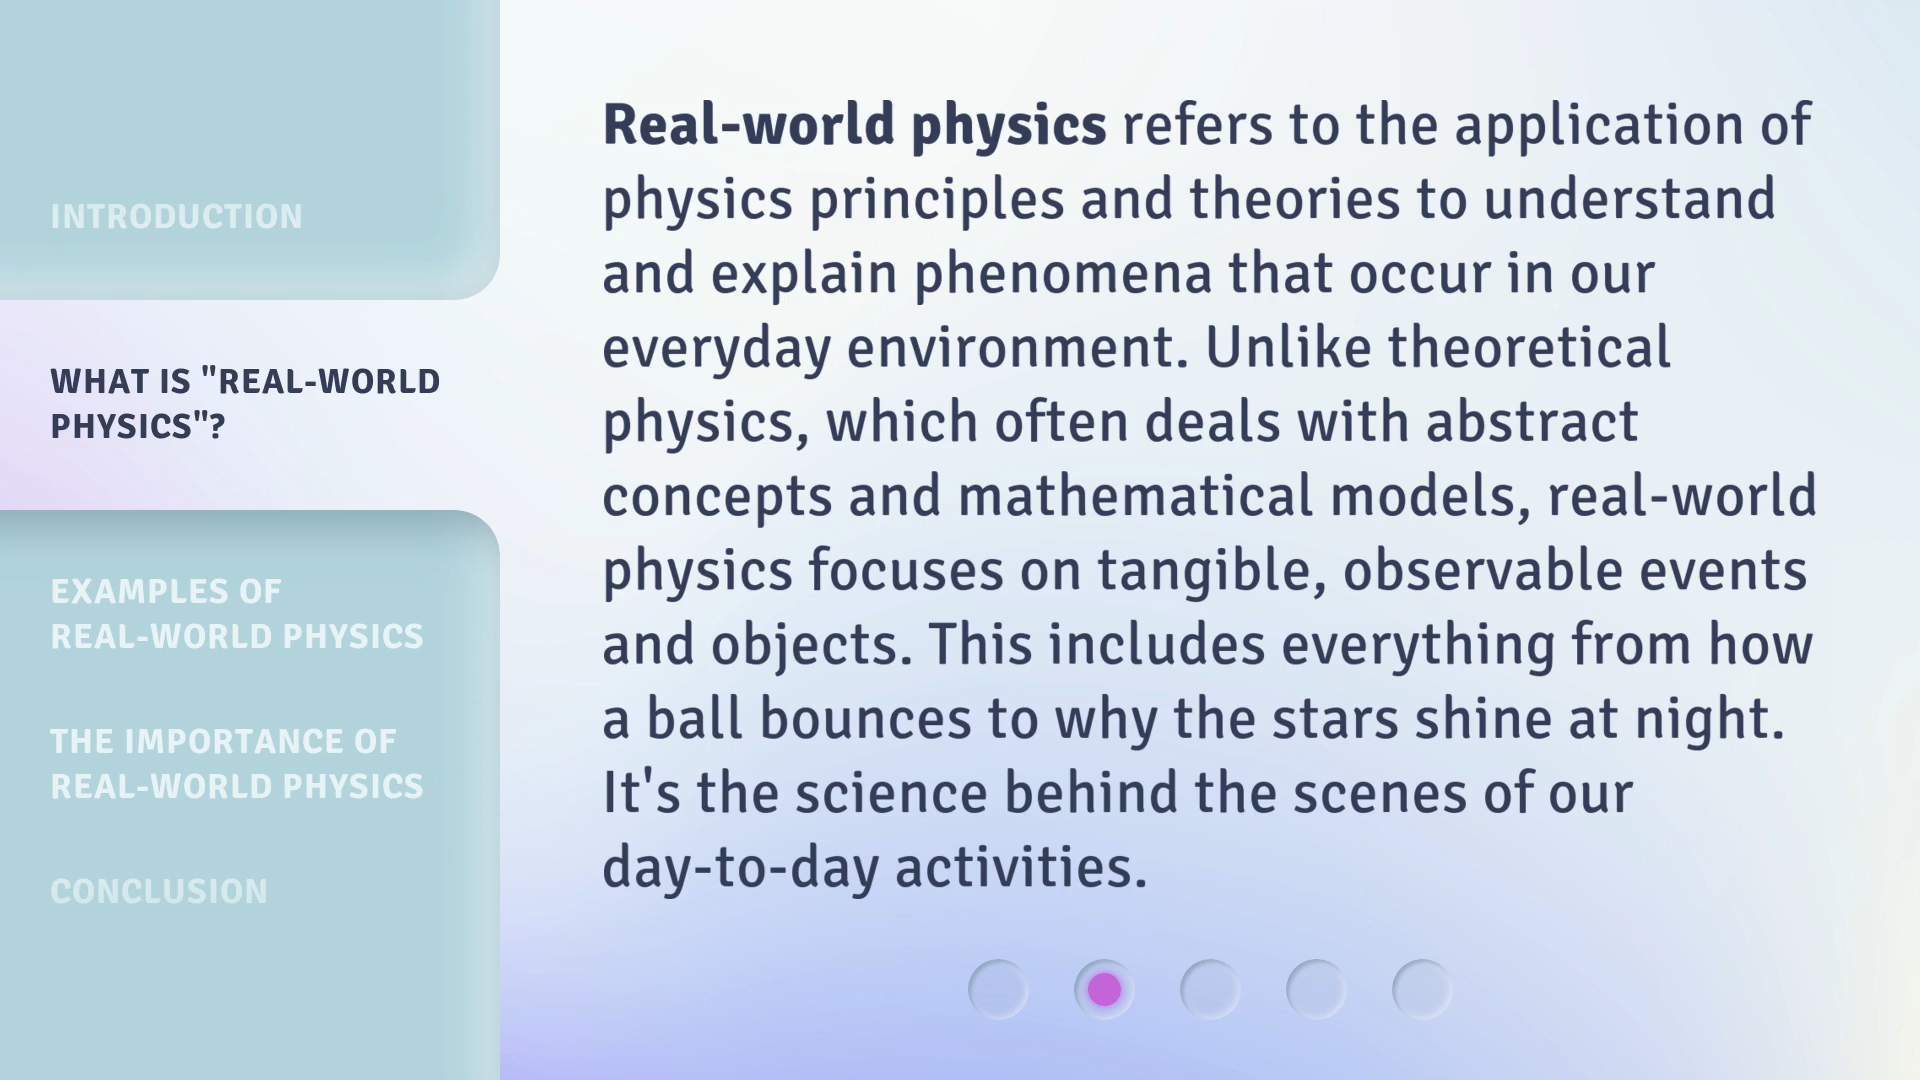 INTRODUCTION
WHAT IS "REAL-WORLD
PHYSICS"?
EXAMPLES OF
REAL-WORLD PHYSICS
THE IMPORTANCE OF
REAL-WORLD PHYSICS
CONCLUSION
Real-world physics refers to the application of
physics principles and theories to understand
and explain phenomena that occur in our
everyday environment. Unlike theoretical
physics, which often deals with abstract
concepts and mathematical models, real-world
physics focuses on tangible, observable events
and objects. This includes everything from how
a ball bounces to why the stars shine at night.
It's the science behind the scenes of our
day-to-day activities.